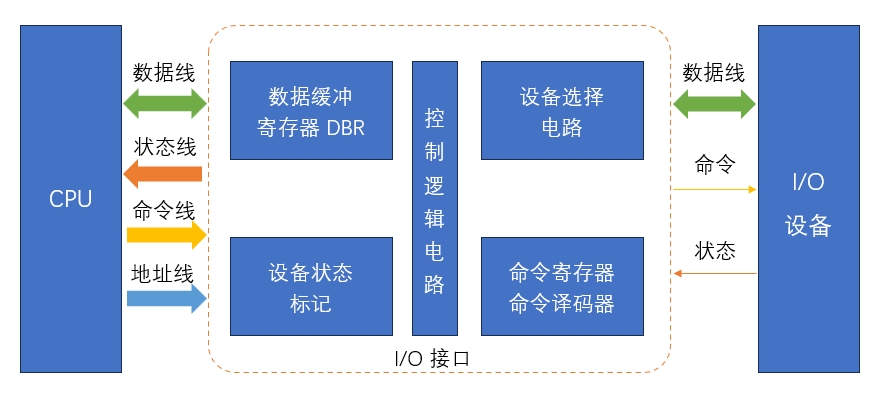 CPU
数据线
状态线
命令线
地址线
数据缓冲
寄存器 DBR
设备状态
标记
控制逻辑电路
设备选择
电路
命令寄存器
命令译码器
I/O 接口
数据线
命令
状态
I/O
设备